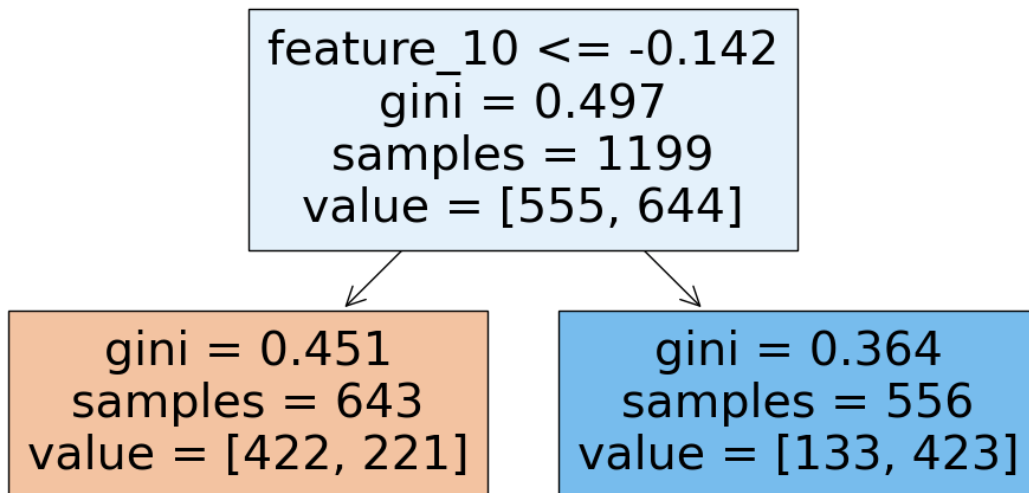 feature_10 <= -0.142
gini = 0.497
samples = 1199
value = [555, 644]
gini = 0.451
samples = 643
value = [422, 221]
gini = 0.364
samples = 556
value = [133, 423]